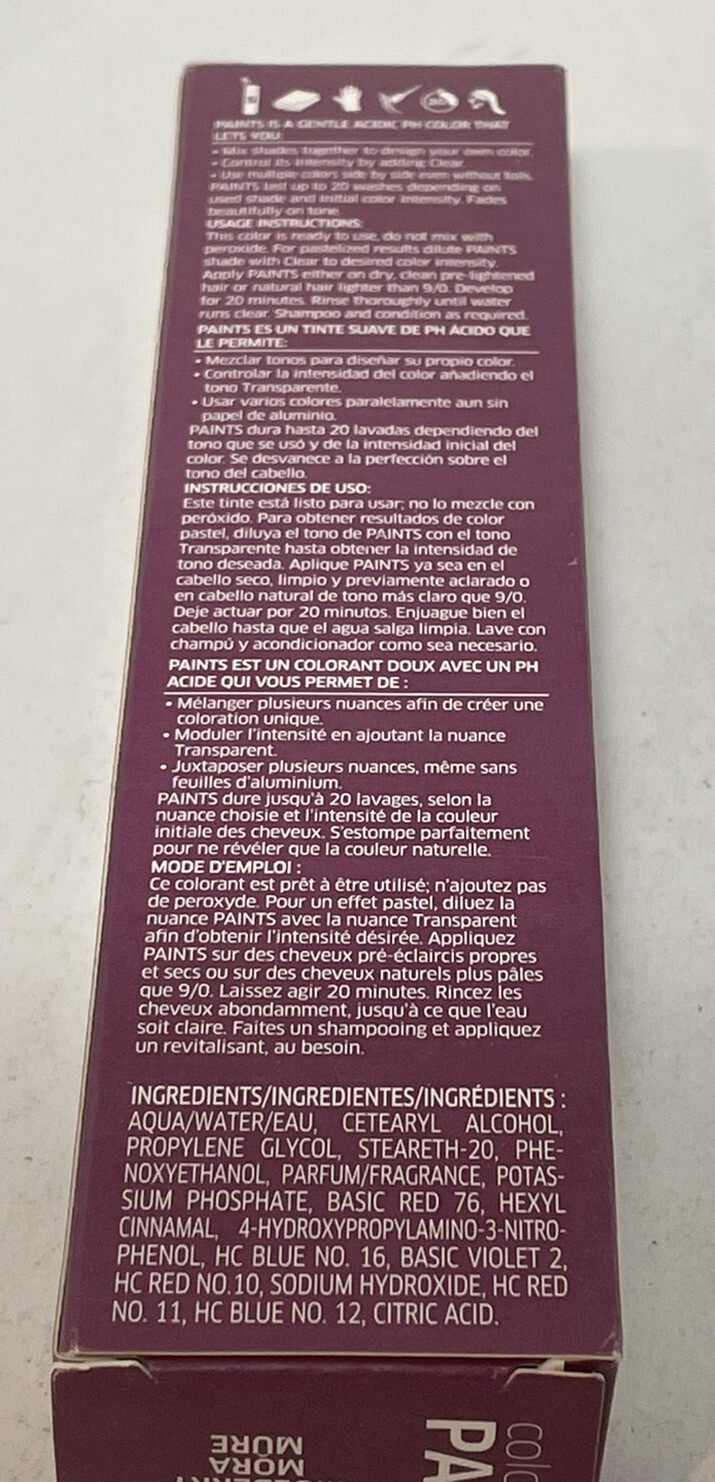 PAINTS IS A GENTLE ACIDIC PH COLOR THAT
LETS YOU:
• Mix shades together to design your own color.
• Control its intensity by adding Clear.
• Use multiple colors side by side even without foils.
PAINTS last up to 20 washes depending on
used shade and initial color intensity. Fades
beautifully on tone.
USAGE INSTRUCTIONS:
This color is ready to use, do not mix with
peroxide. For pastelized results dilute PAINTS
shade with Clear to desired color intensity.
Apply PAINTS either on dry, clean pre-lightened
hair or natural hair lighter than 9/0. Develop
for 20 minutes. Rinse thoroughly until water
runs clear. Shampoo and condition as required.
PAINTS ES UN TINTE SUAVE DE PH ÁCIDO QUE
LE PERMITE:
• Mezclar tonos para diseñar su propio color.
• Controlar la intensidad del color añadiendo el
tono Transparente.
• Usar varios colores paralelamente aun sin
papel de aluminio.
PAINTS dura hasta 20 lavadas dependiendo del
tono que se usó y de la intensidad inicial del
color. Se desvanece a la perfección sobre el
tono del cabello.
INSTRUCCIONES DE USO:
Este tinte está listo para usar; no lo mezcle con
peróxido. Para obtener resultados de color
pastel, diluya el tono de PAINTS con el tono
Transparente hasta obtener la intensidad de
tono deseada. Aplique PAINTS ya sea en el
cabello seco, limpio y previamente aclarado o
en cabello natural de tono más claro que 9/0.
Deje actuar por 20 minutos. Enjuague bien el
cabello hasta que el agua salga limpia. Lave con
champú y acondicionador como sea necesario.
PAINTS EST UN COLORANT DOUX AVEC UN PH
ACIDE QUI VOUS PERMET DE :
• Mélanger plusieurs nuances afin de créer une
coloration unique.
• Moduler l'intensité en ajoutant la nuance
Transparent.
• Juxtaposer plusieurs nuances, même sans
feuilles d'aluminium.
PAINTS dure jusqu'à 20 lavages, selon la
nuance choisie et l'intensité de la couleur
initiale des cheveux. S'estompe parfaitement
pour ne révéler que la couleur naturelle.
MODE D'EMPLOI :
Ce colorant est prêt à être utilisé; n'ajoutez pas
de peroxyde. Pour un effet pastel, diluez la
nuance PAINTS avec la nuance Transparent
afin d'obtenir l'intensité désirée. Appliquez
PAINTS sur des cheveux pré-éclaircis propres
et secs ou sur des cheveux naturels plus pâles
que 9/0. Laissez agir 20 minutes. Rincez les
cheveux abondamment, jusqu'à ce que l'eau
soit claire. Faites un shampooing et appliquez
un revitalisant, au besoin.
INGREDIENTS/INGREDIENTES/INGRÉDIENTS :
AQUA/WATER/EAU, CETEARYL ALCOHOL,
PROPYLENE GLYCOL, STEARETH-20, PHE-
NOXYETHANOL, PARFUM/FRAGRANCE, POTAS-
SIUM PHOSPHATE, BASIC RED 76, HEXYL
CINNAMAL, 4-HYDROXYPROPYLAMINO-3-NITRO-
PHENOL, HC BLUE NO. 16, BASIC VIOLET 2,
HC RED NO.10, SODIUM HYDROXIDE, HC RED
NO. 11, HC BLUE NO. 12, CITRIC ACID.
MÛRE
MORA